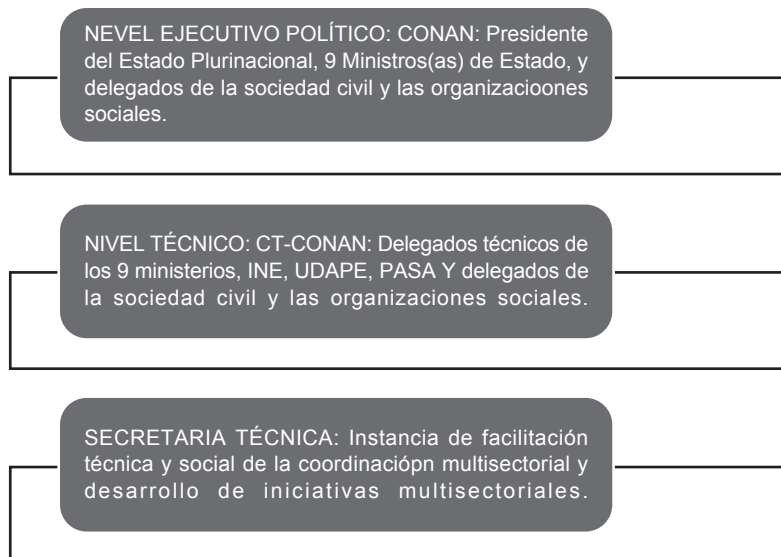 NEVEL EJECUTIVO POLÍTICO: CONAN: Presidente
del Estado Plurinacional, 9 Ministros(as) de Estado, y
delegados de la sociedad civil y las organizacioones
sociales.
NIVEL TÉCNICO: CT-CONAN: Delegados técnicos de
los 9 ministerios, INE, UDAPE, PASA Y delegados de
la sociedad civil y las organizaciones sociales.
SECRETARIA TÉCNICA: Instancia de facilitación
técnica y social de la coordinaciópn multisectorial y
desarrollo de iniciativas multisectoriales.